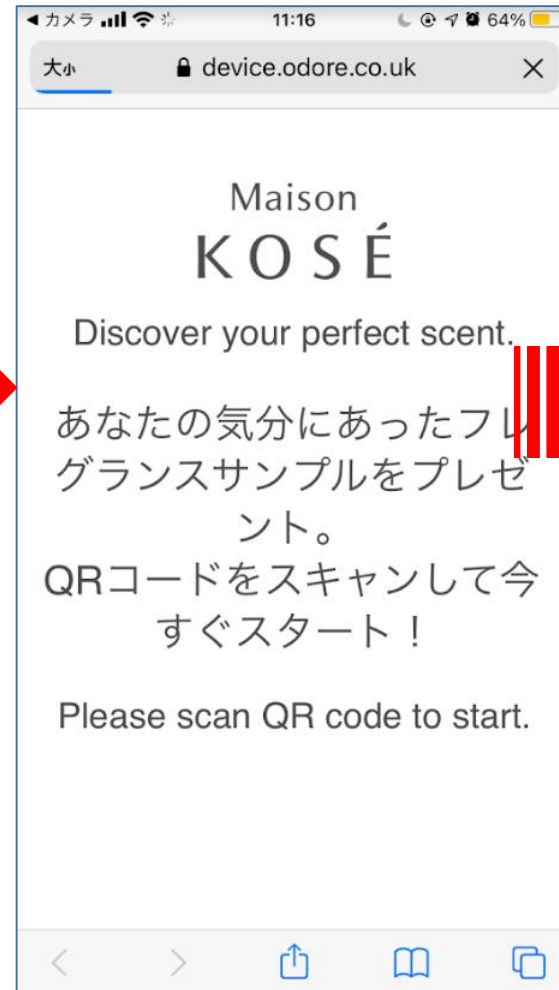 カメラ 11:16 64%
大小 device.odore.co.uk
Maison
KOSÉ
Discover your perfect scent.
あなたの気分にあったフレ
グランスサンプルをプレゼ
ント。
QRコードをスキャンして今
すぐスタート！
Please scan QR code to start.